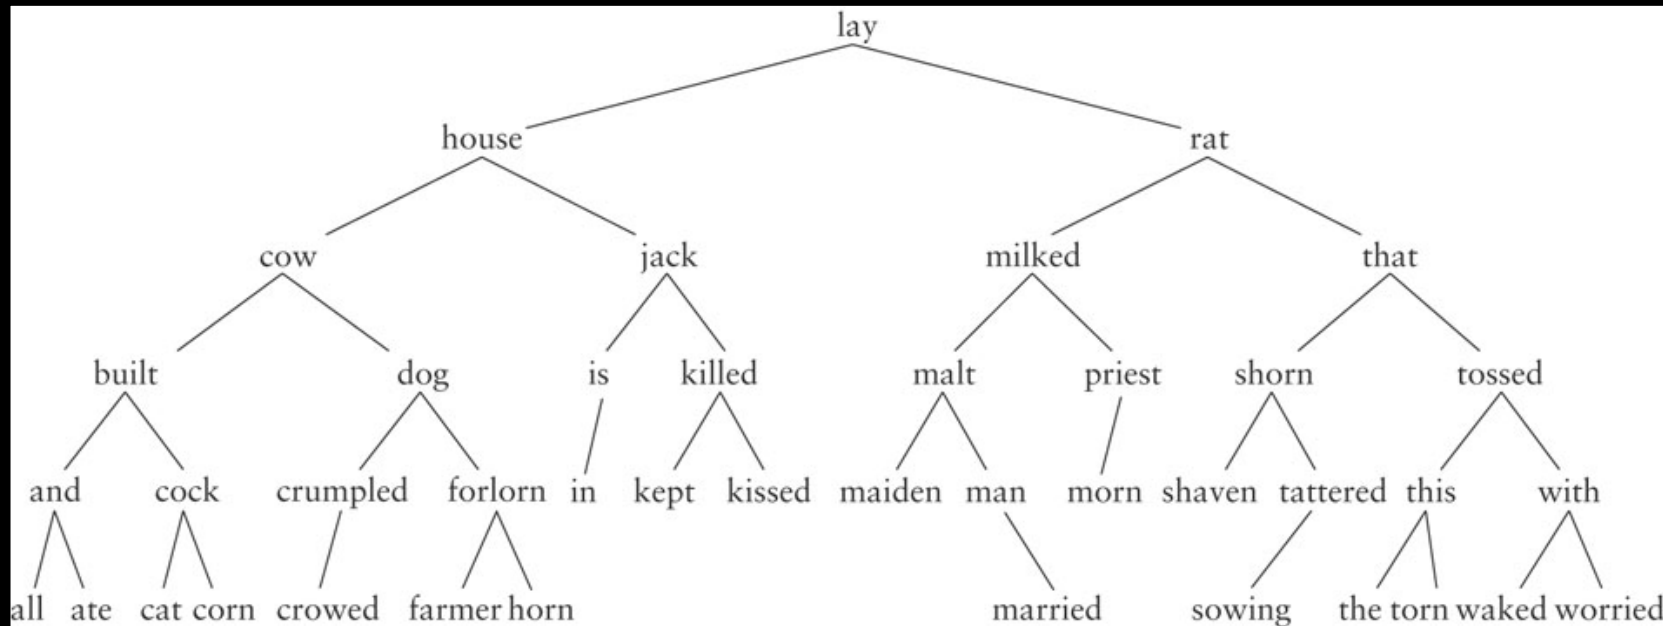 lay
house rat
cow jack milked that
built dog is killed malt priest shorn tossed
and cock crumpled forlorn in kept kissed maiden man morn shaven tattered this with
all ate cat corn crowed farmer horn married sowing the torn waked worried